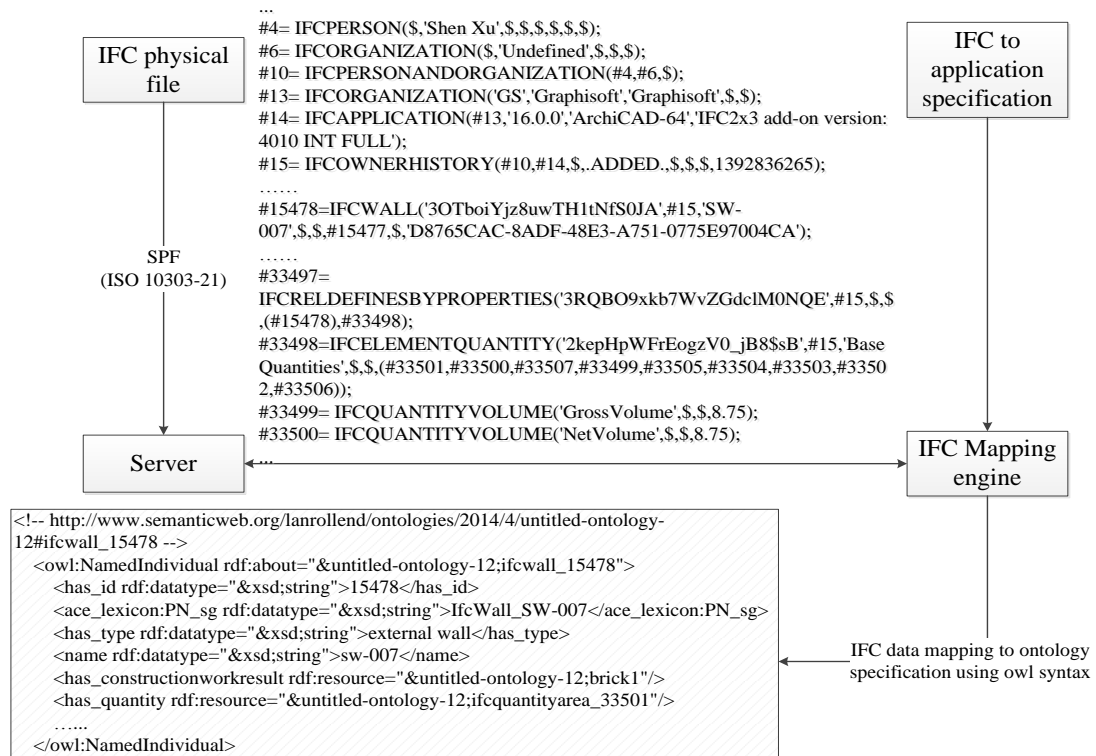 IFC physical
file
...
#4= IFCPERSON($,'Shen Xu',$,$,$,$,$,$);
#6= IFCORGANIZATION($,'Undefined',$,$,$);
#10= IFCPERSONANDORGANIZATION(#4,#6,$);
#13= IFCORGANIZATION('GS','Graphisoft','Graphisoft',$,$);
#14= IFCAPPLICATION(#13,'16.0.0','ArchiCAD-64','IFC2x3 add-on version:
4010 INT FULL');
#15= IFCOWNERHISTORY(#10,#14,$,.ADDED.,$,$,$,1392836265);
……
#15478=IFCWALL('3OTboiYjz8uwTH1tNfS0JA',#15,'SW-
007',$,$,#15477,$,'D8765CAC-8ADF-48E3-A751-0775E97004CA');
……
#33497=
IFCRELDEFINESBYPROPERTIES('3RQBO9xkb7WvZGdclM0NQE',#15,$,$
,(#15478),#33498);
#33498=IFCELEMENTQUANTITY('2kepHpWFrEogzV0_jB8$sB',#15,'Base
Quantities',$,$,(#33501,#33500,#33507,#33499,#33505,#33504,#33503,#3350
2,#33506));
#33499= IFCQUANTITYVOLUME('GrossVolume',$,$,8.75);
#33500= IFCQUANTITYVOLUME('NetVolume',$,$,8.75);
...
IFC to
application
specification
SPF
(ISO 10303-21)
Server
IFC Mapping
engine
<!-- http://www.semanticweb.org/lanrollend/ontologies/2014/4/untitled-ontology-
12#ifcwall_15478 -->
<owl:NamedIndividual rdf:about="&untitled-ontology-12;ifcwall_15478">
<has_id rdf:datatype="&xsd;string">15478</has_id>
<ace_lexicon:PN_sg rdf:datatype="&xsd;string">IfcWall_SW-007</ace_lexicon:PN_sg>
<has_type rdf:datatype="&xsd;string">external wall</has_type>
<name rdf:datatype="&xsd;string">sw-007</name>
<has_constructionworkresult rdf:resource="&untitled-ontology-12;brick1"/>
<has_quantity rdf:resource="&untitled-ontology-12;ifcquantityarea_33501"/>
…...
</owl:NamedIndividual>
IFC data mapping to ontology
specification using owl syntax